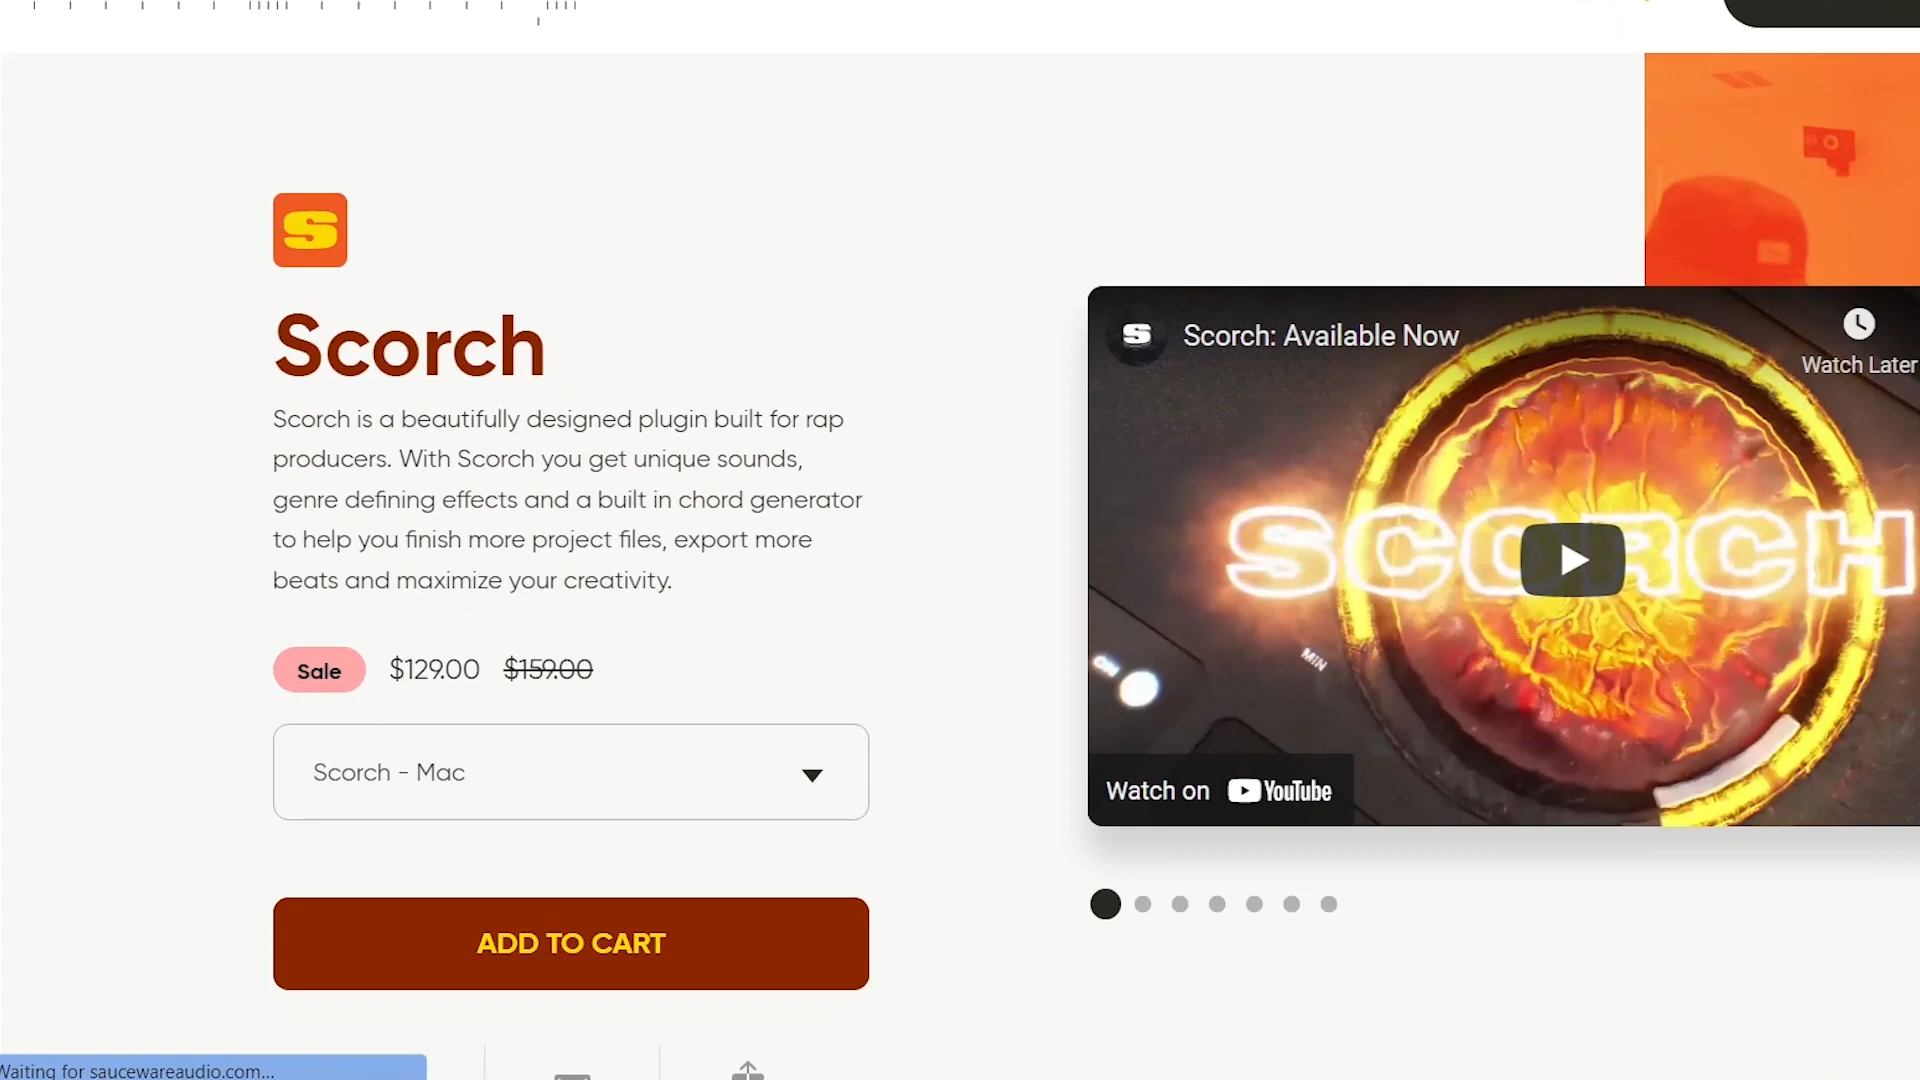 S
Scorch
Scorch is a beautifully designed plugin built for rap
producers. With Scorch you get unique sounds,
genre defining effects and a built in chord generator
to help you finish more project files, export more
beats and maximize your creativity.
Sale $129.00 $159.00
Scorch - Mac
ADD TO CART
S Scorch: Available Now
Watch Later
SCORCH
ON
MIN
Watch on YouTube
Waiting for saucewareaudio.com...